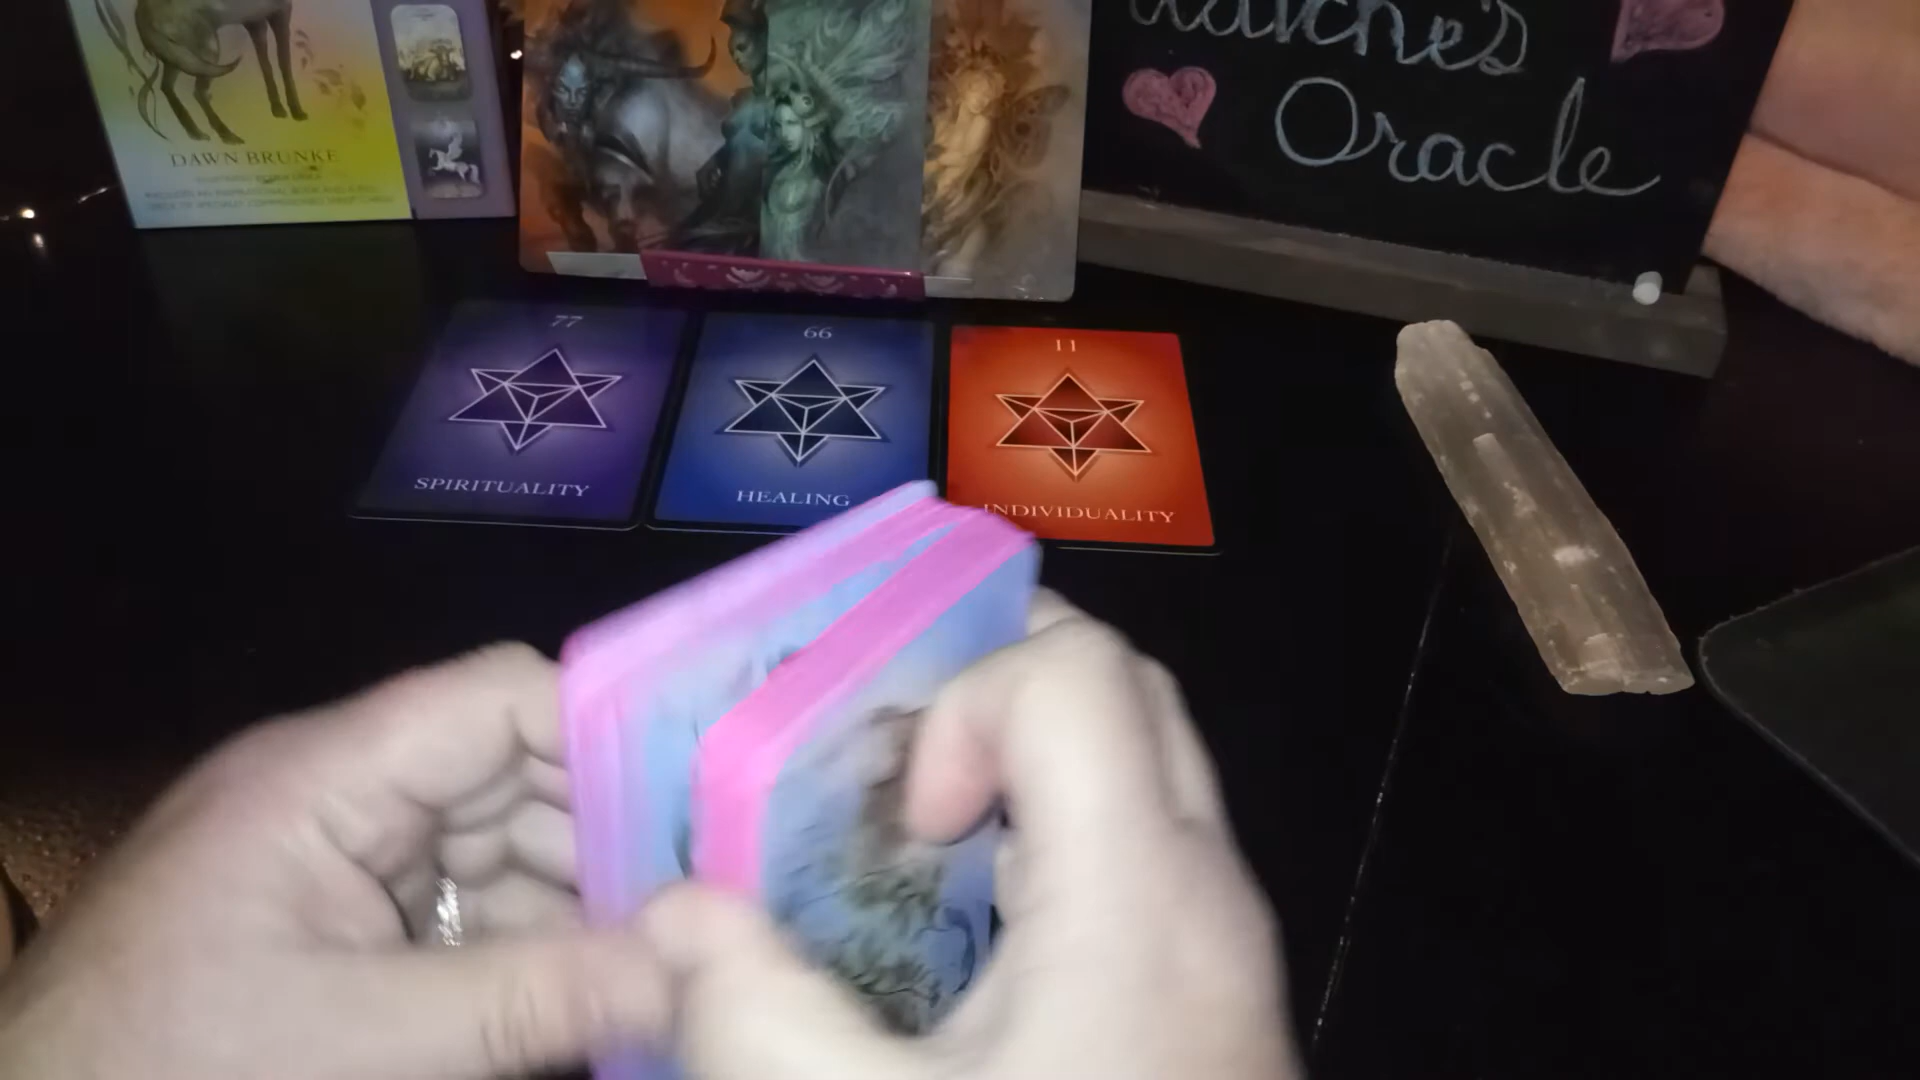 DAWN BRUNKE
Oracle
77
SPIRITUALITY
66
HEALING
11
INDIVIDUALITY